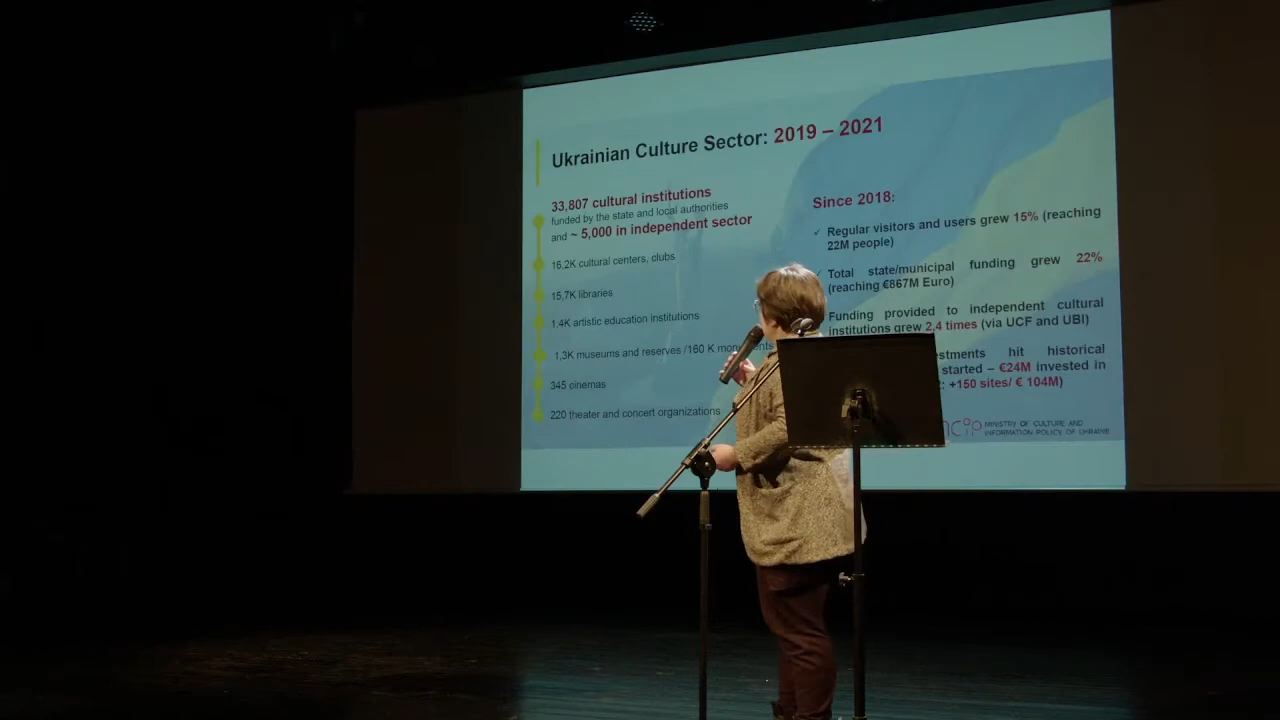 Ukrainian Culture Sector: 2019 – 2021
33,807 cultural institutions
funded by the state and local authorities
and ~ 5,000 in independent sector
16,2K cultural centers, clubs
15,7K libraries
1,4K artistic education institutions
1,3K museums and reserves /160 K monuments
345 cinemas
220 theater and concert organizations
Since 2018:
✓ Regular visitors and users grew 15% (reaching
22M people)
✓ Total state/municipal funding grew 22%
(reaching €867M Euro)
Funding provided to independent cultural
institutions grew 2,4 times (via UCF and UBI)
hit historical
started – €24M invested in
: +150 sites/ € 104M)
MINISTRY OF CULTURE AND
INFORMATION POLICY OF UKRAINE